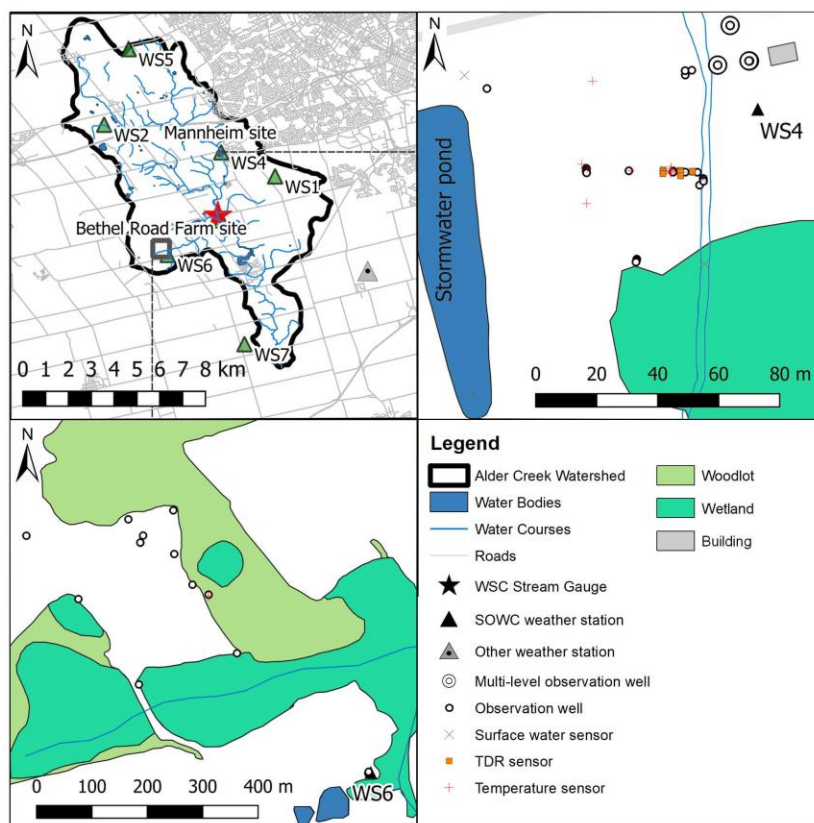 N
WS5
WS2
Mannheim site
WS4
WS1
Bethel Road Farm site
WS6
WS7
0 1 2 3 4 5 6 7 8 km
N
WS4
Stormwater pond
0 20 40 60 80 m
N
WS6
0 100 200 300 400 m
Legend
Alder Creek Watershed
Water Bodies
Water Courses
Roads
WSC Stream Gauge
SOWC weather station
Other weather station
Multi-level observation well
Observation well
Surface water sensor
TDR sensor
Temperature sensor
Woodlot
Wetland
Building